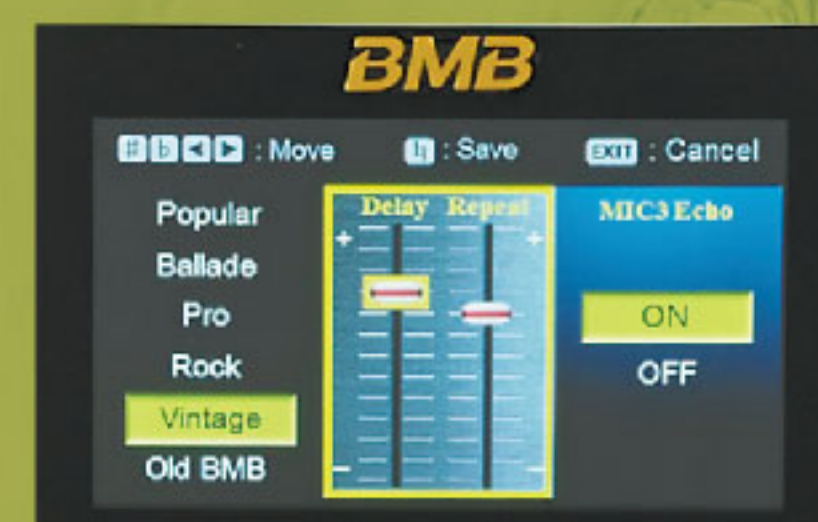 BMB
♯ ♭ ◀ ▶ : Move
: Save
EXIT : Cancel
Popular
Ballade
Pro
Rock
Vintage
Old BMB
Delay Repeat
+ +
- -
MIC3 Echo
ON
OFF